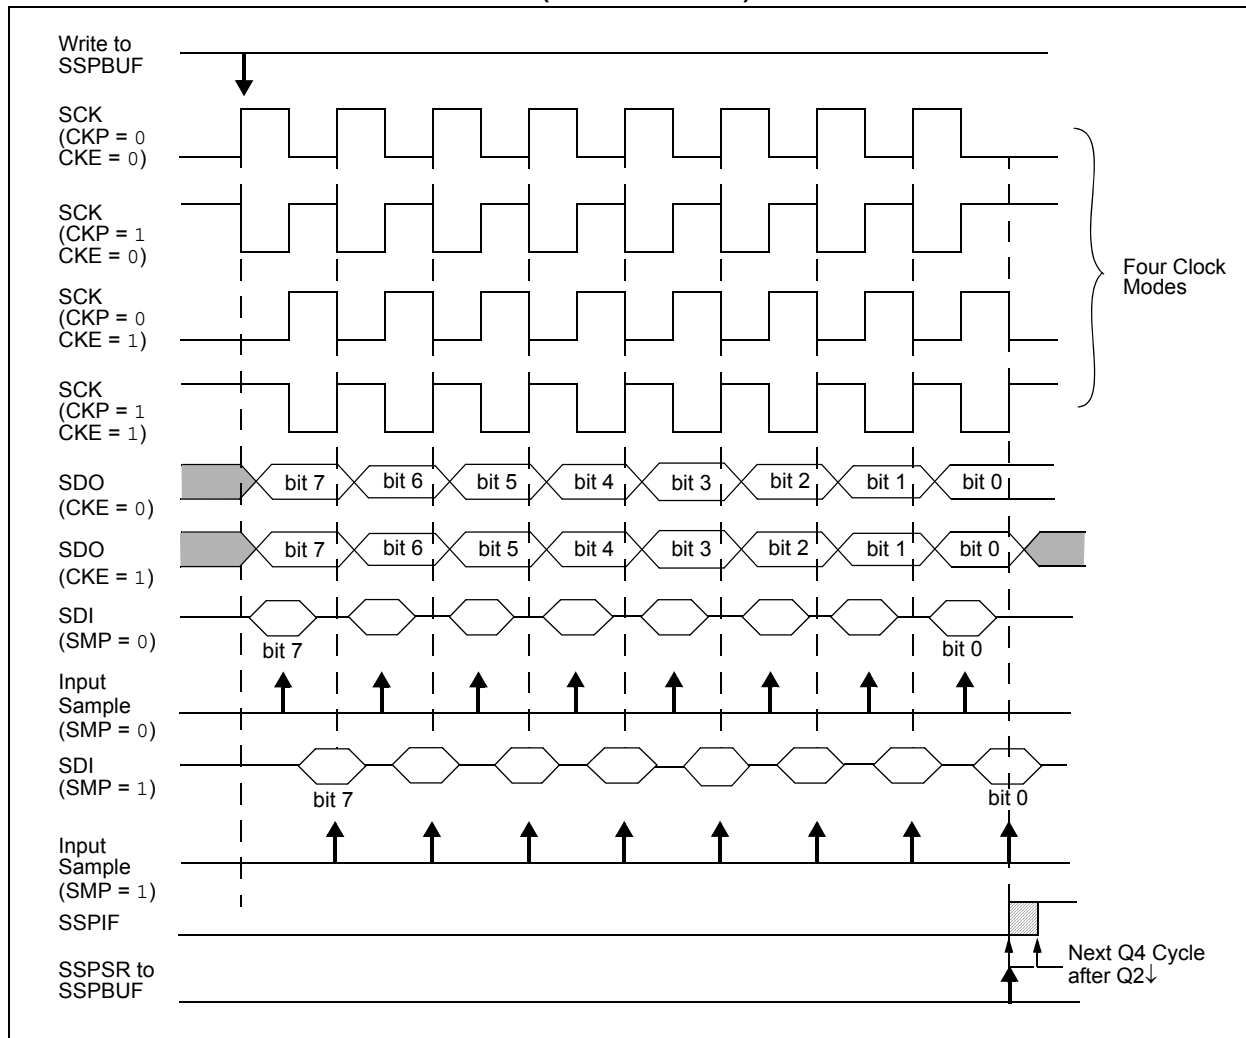 Write to
SSPBUF
SCK
(CKP = 0
CKE = 0)
SCK
(CKP = 1
CKE = 0)
SCK
(CKP = 0
CKE = 1)
SCK
(CKP = 1
CKE = 1)
Four Clock
Modes
SDO
(CKE = 0)
bit 7 bit 6 bit 5 bit 4 bit 3 bit 2 bit 1 bit 0
SDO
(CKE = 1)
bit 7 bit 6 bit 5 bit 4 bit 3 bit 2 bit 1 bit 0
SDI
(SMP = 0)
bit 7 bit 0
Input
Sample
(SMP = 0)
SDI
(SMP = 1)
bit 7 bit 0
Input
Sample
(SMP = 1)
SSPIF
Next Q4 Cycle
after Q2↓
SSPSR to
SSPBUF